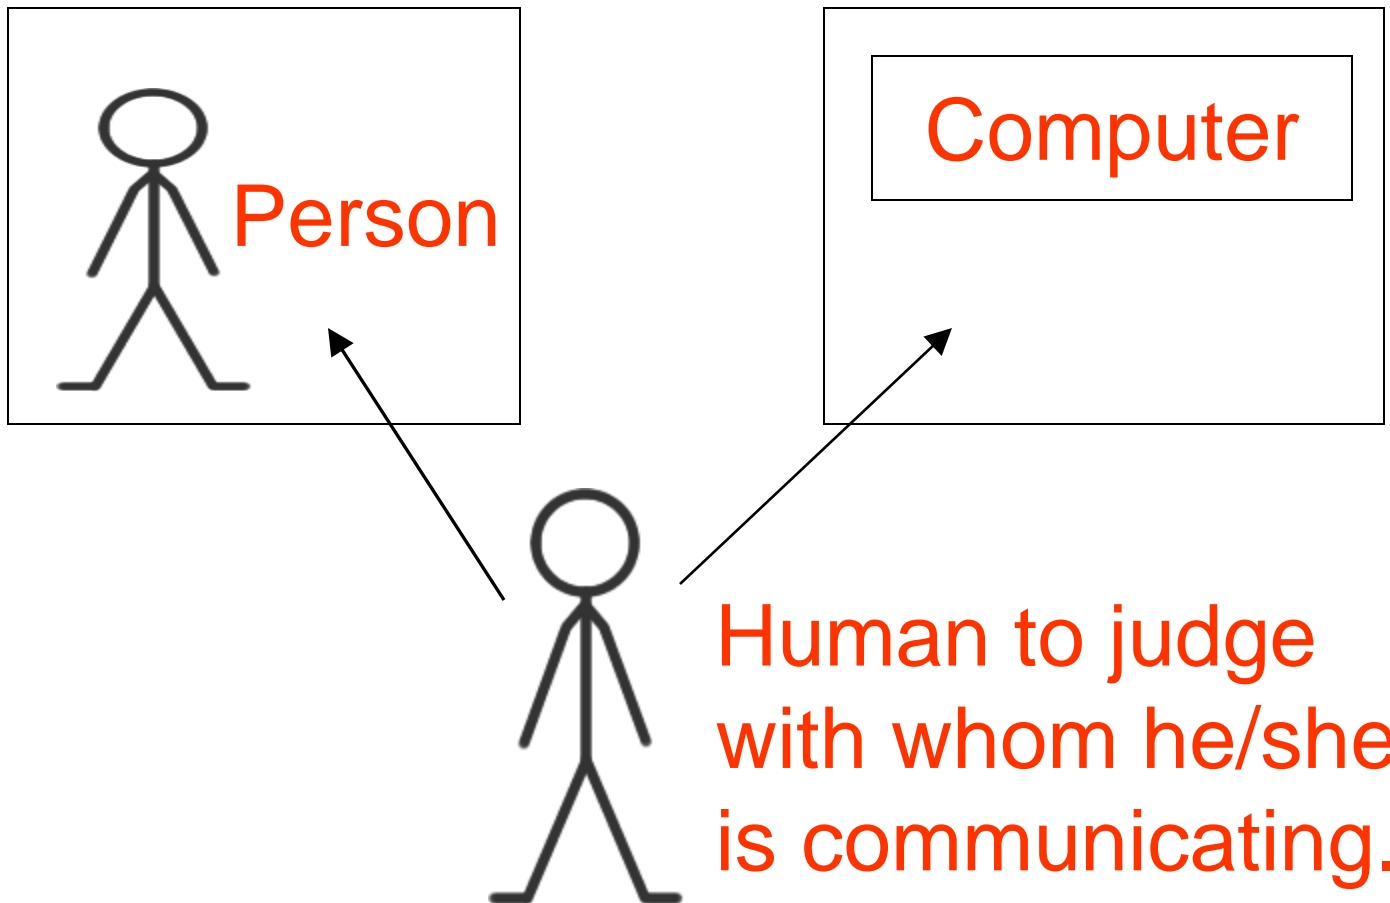 Person
Computer
Human to judge
with whom he/she
is communicating.